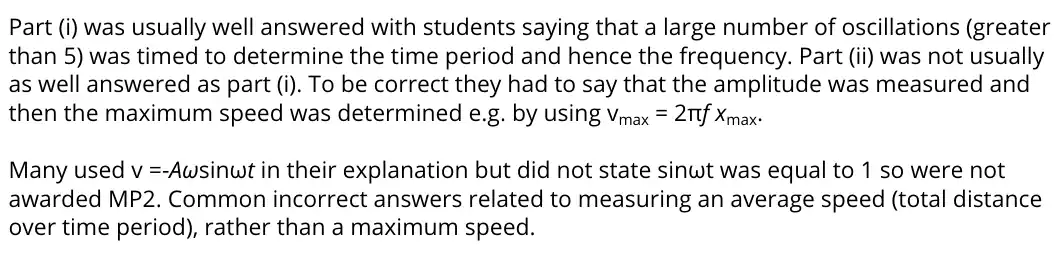 Part (i) was usually well answered with students saying that a large number of oscillations (greater
than 5) was timed to determine the time period and hence the frequency. Part (ii) was not usually
as well answered as part (i). To be correct they had to say that the amplitude was measured and
then the maximum speed was determined e.g. by using vₘₐₓ = 2πf xₘₐₓ.
Many used v =-Aωsinωt in their explanation but did not state sinωt was equal to 1 so were not
awarded MP2. Common incorrect answers related to measuring an average speed (total distance
over time period), rather than a maximum speed.